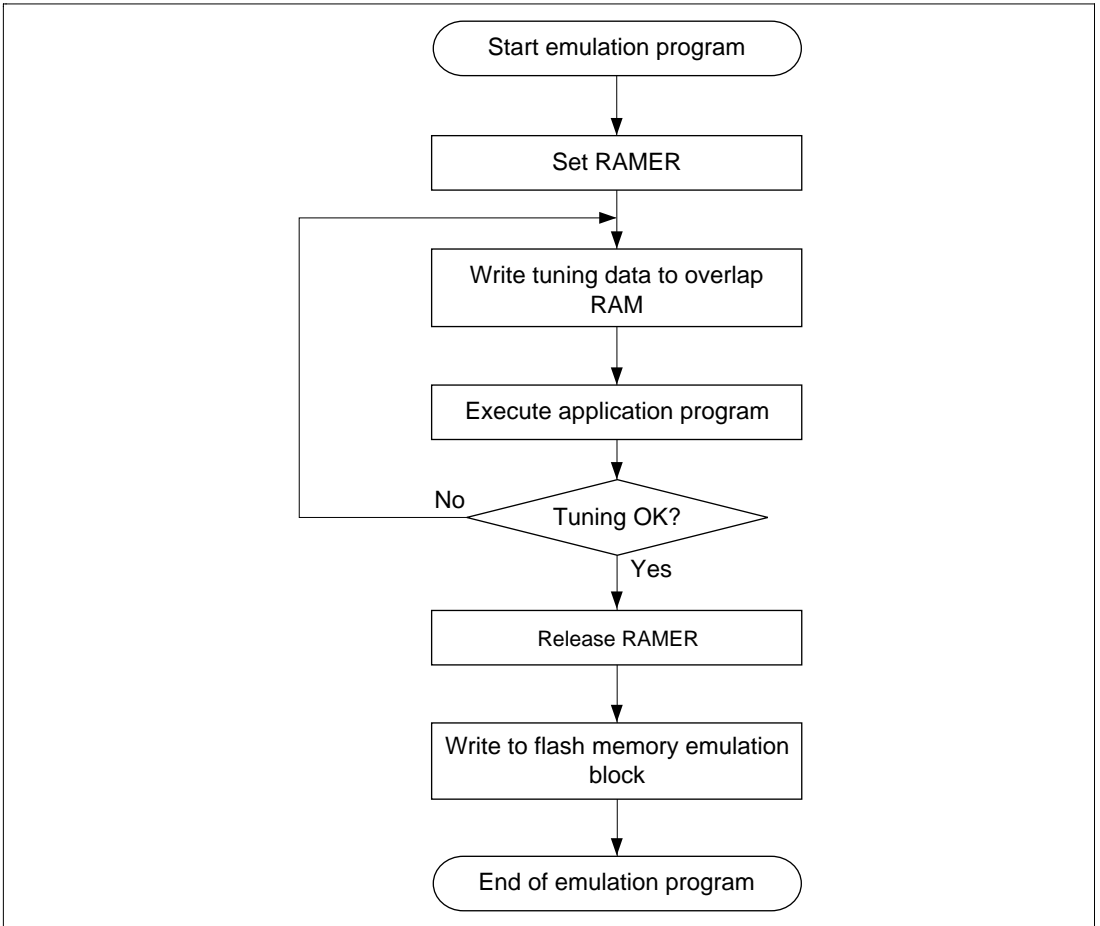 Start emulation program
Set RAMER
Write tuning data to overlap
RAM
Execute application program
No
Tuning OK?
Yes
Release RAMER
Write to flash memory emulation
block
End of emulation program